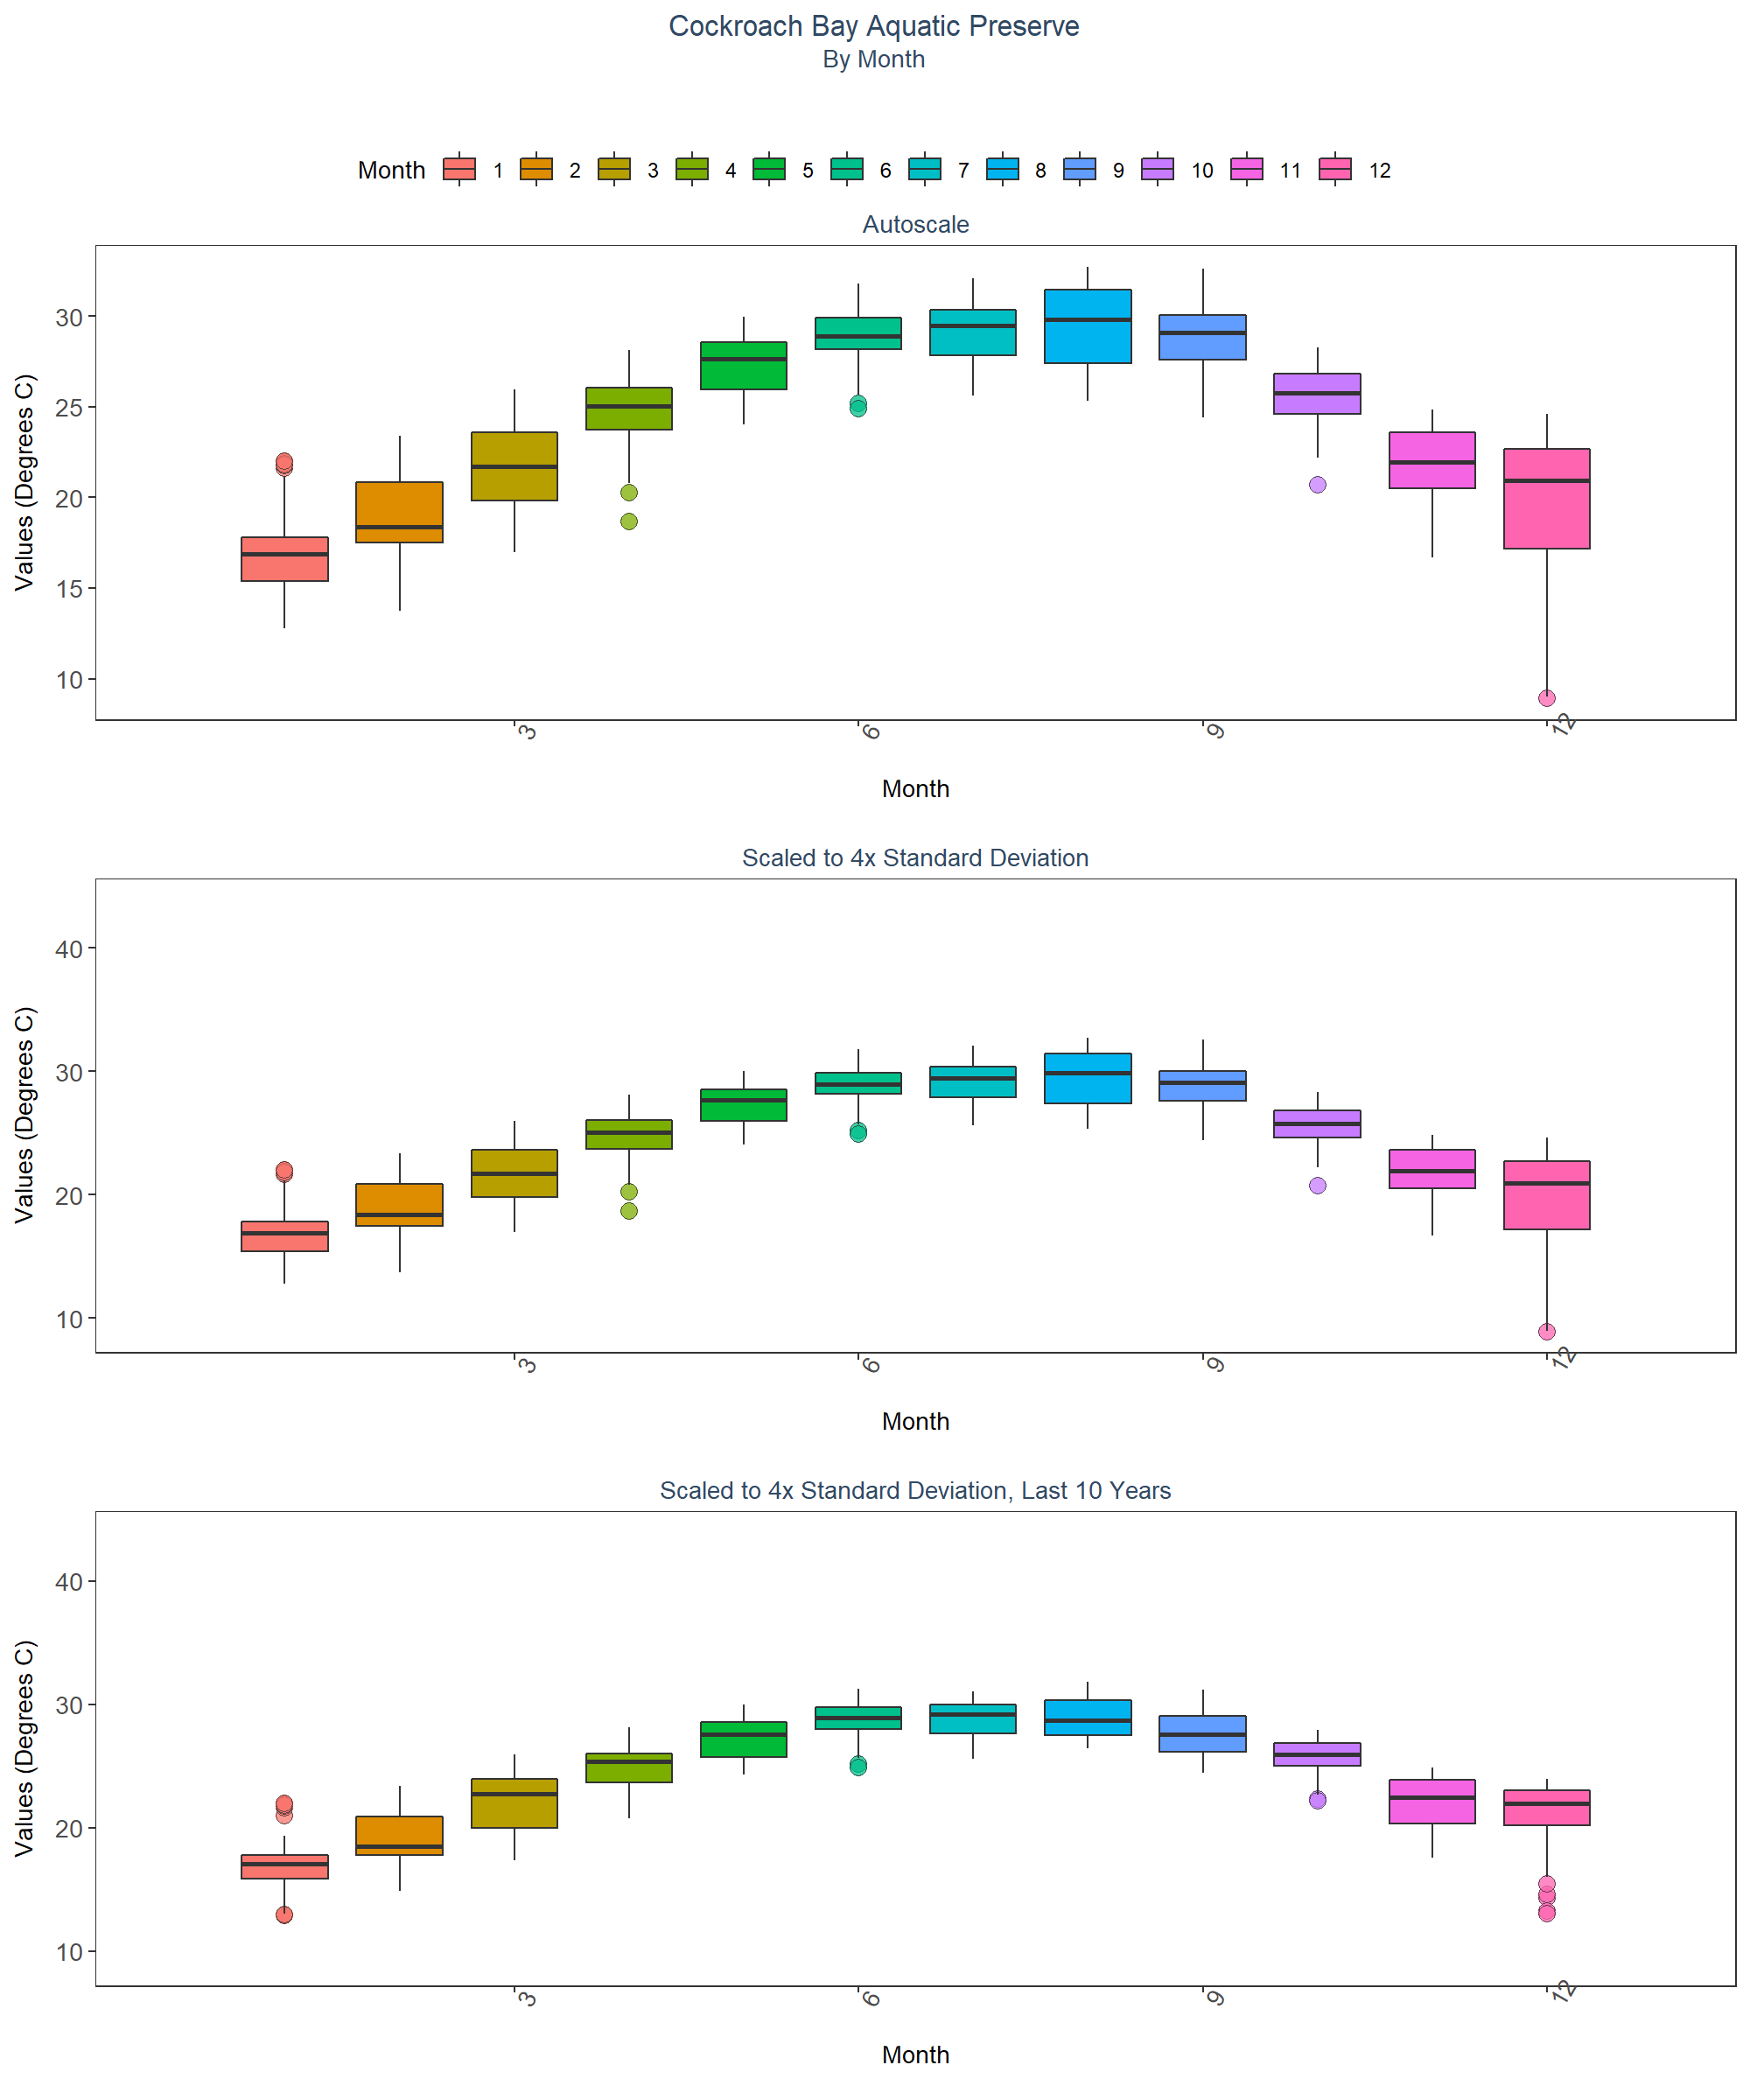 Cockroach Bay Aquatic Preserve
By Month
Month 1 2 3 4 5 6 7 8 9 10 11 12
Autoscale
Values (Degrees C)
30
25
20
15
10
3 6 9 12
Month
Scaled to 4x Standard Deviation
Values (Degrees C)
40
30
20
10
3 6 9 12
Month
Scaled to 4x Standard Deviation, Last 10 Years
Values (Degrees C)
40
30
20
10
3 6 9 12
Month